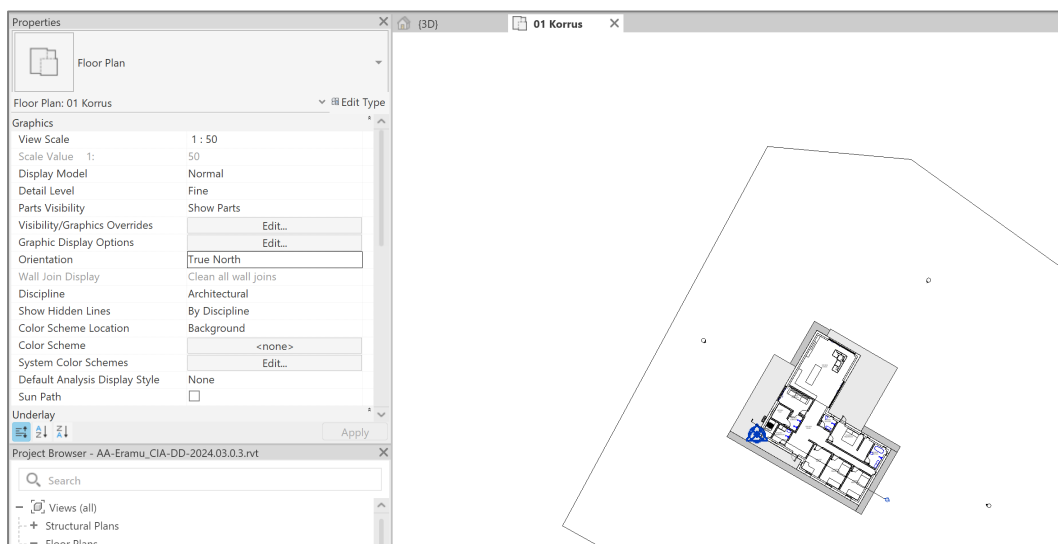 Properties
{3D}
01 Korrus
Floor Plan
Floor Plan: 01 Korrus
Edit Type
Graphics
View Scale 1 : 50
Scale Value 1: 50
Display Model Normal
Detail Level Fine
Parts Visibility Show Parts
Visibility/Graphics Overrides Edit...
Graphic Display Options Edit...
Orientation True North
Wall Join Display Clean all wall joins
Discipline Architectural
Show Hidden Lines By Discipline
Color Scheme Location Background
Color Scheme <none>
System Color Schemes Edit...
Default Analysis Display Style None
Sun Path
Underlay
Apply
Project Browser - AA-Eramu_CIA-DD-2024.03.0.3.rvt
Search
Views (all)
Structural Plans
Floor Plans